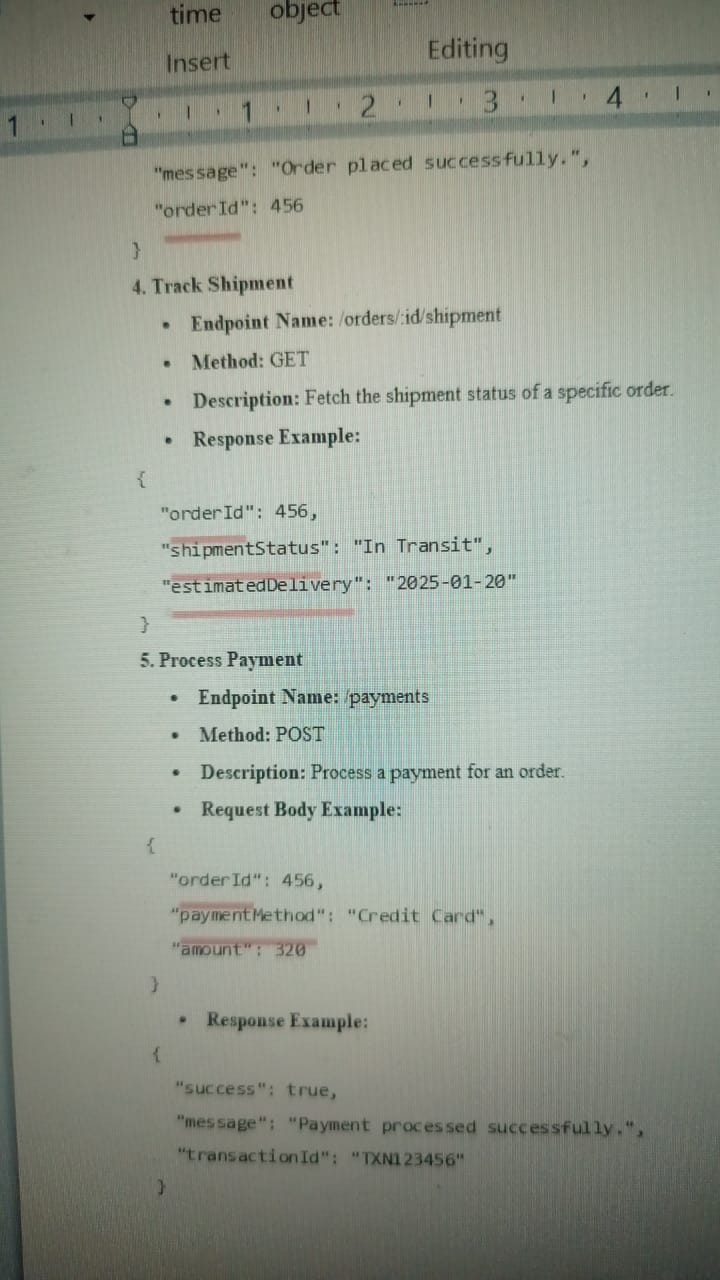 time object
Insert Editing
1 1 2 3 4
"message": "Order placed successfully.",
"orderId": 456
}
4. Track Shipment
• Endpoint Name: /orders/:id/shipment
• Method: GET
• Description: Fetch the shipment status of a specific order.
• Response Example:
{
"orderId": 456,
"shipmentStatus": "In Transit",
"estimatedDelivery": "2025-01-20"
}
5. Process Payment
• Endpoint Name: /payments
• Method: POST
• Description: Process a payment for an order.
• Request Body Example:
{
"orderId": 456,
"paymentMethod": "Credit Card",
"amount": 320
}
• Response Example:
{
"success": true,
"message": "Payment processed successfully.",
"transactionId": "TXN123456"
}